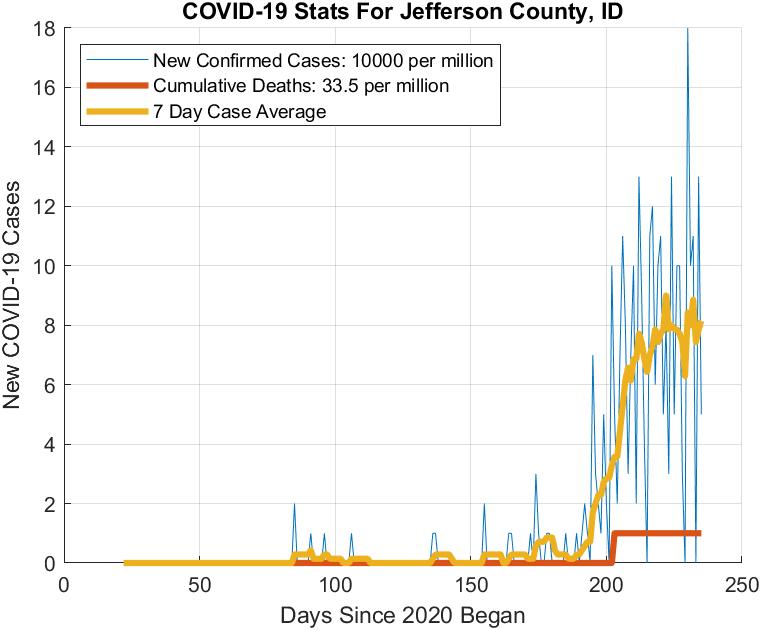 COVID-19 Stats For Jefferson County, ID
New Confirmed Cases: 10000 per million
Cumulative Deaths: 33.5 per million
7 Day Case Average
New COVID-19 Cases
18
16
14
12
10
8
6
4
2
0
0 50 100 150 200 250
Days Since 2020 Began